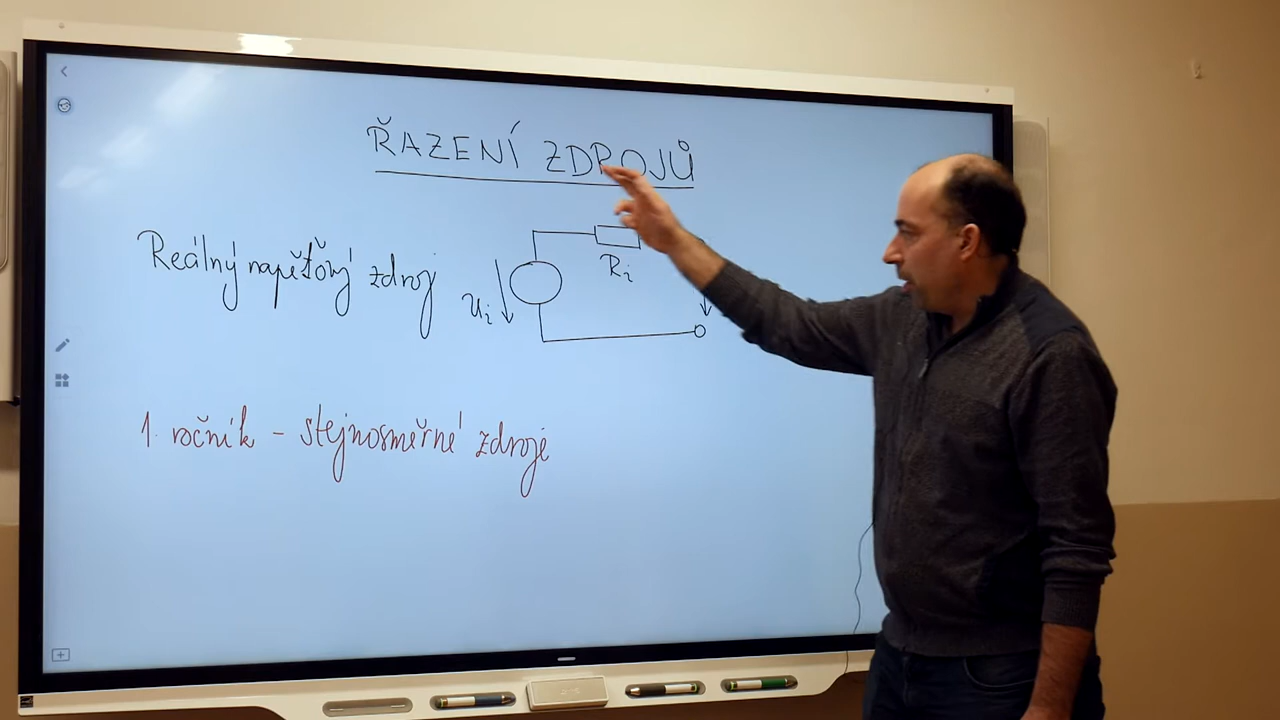 ŘAZENÍ ZDROJŮ
Reálný napěťový zdroj
Ri
ui
1. ročník - stejnosměrné zdroje